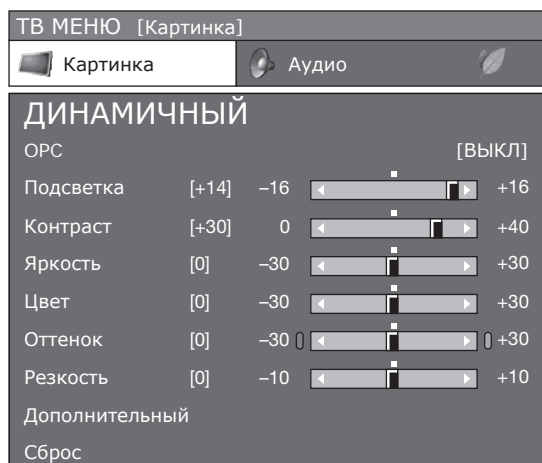 ТВ МЕНЮ [Картинка]
Картинка Аудио
ДИНАМИЧНЫЙ
OPC [ВЫКЛ]
Подсветка [+14] –16 +16
Контраст [+30] 0 +40
Яркость [0] –30 +30
Цвет [0] –30 +30
Оттенок [0] –30 +30
Резкость [0] –10 +10
Дополнительный
Сброс